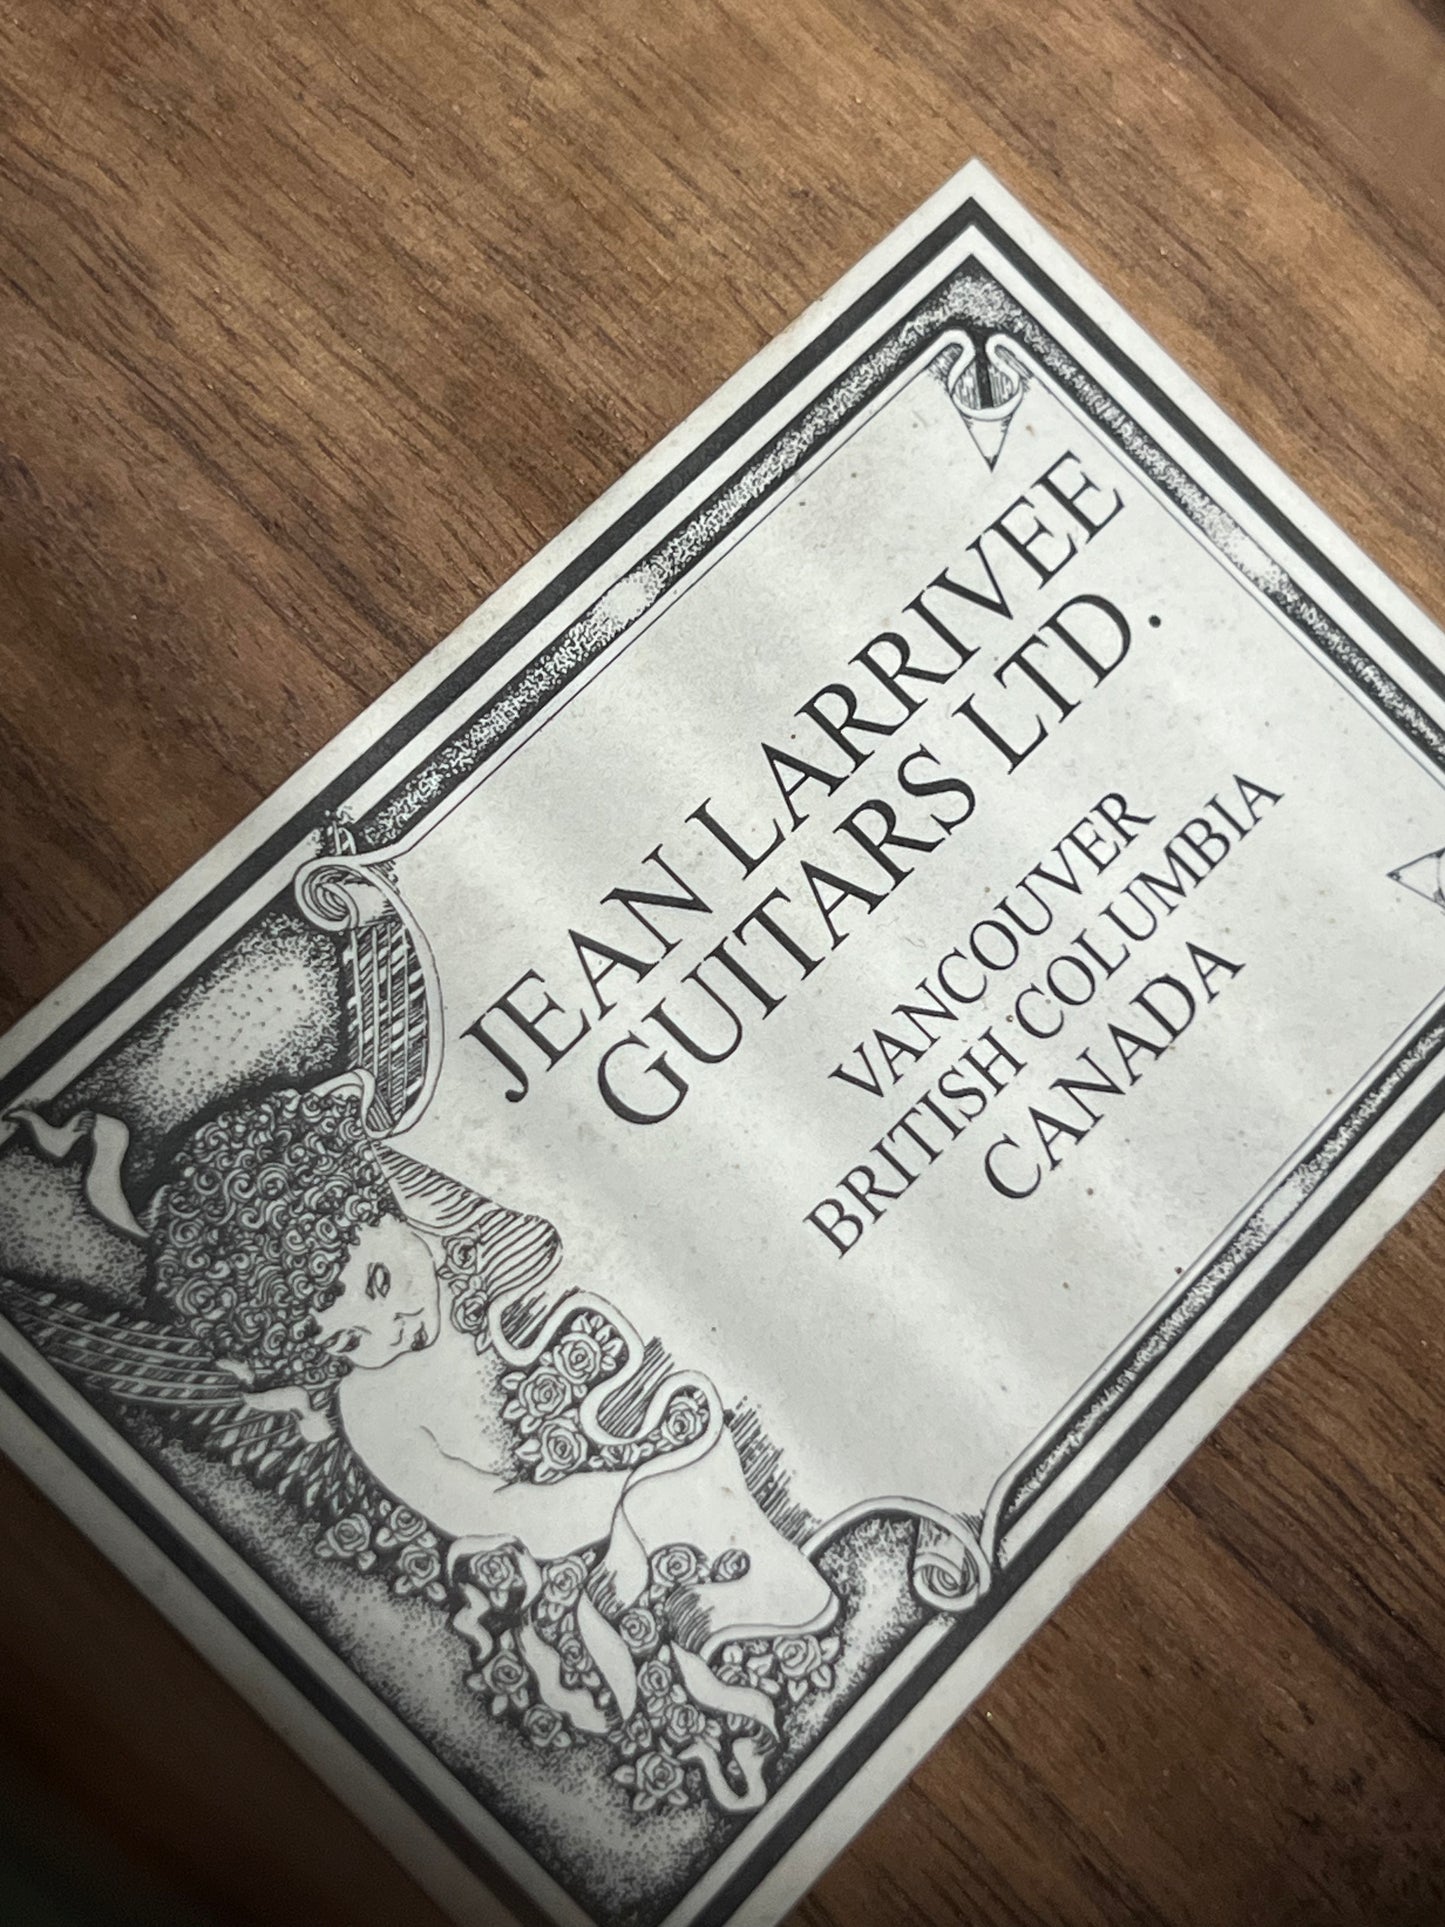 JEAN LARRIVEE
GUITARS LTD.
VANCOUVER
BRITISH COLUMBIA
CANADA